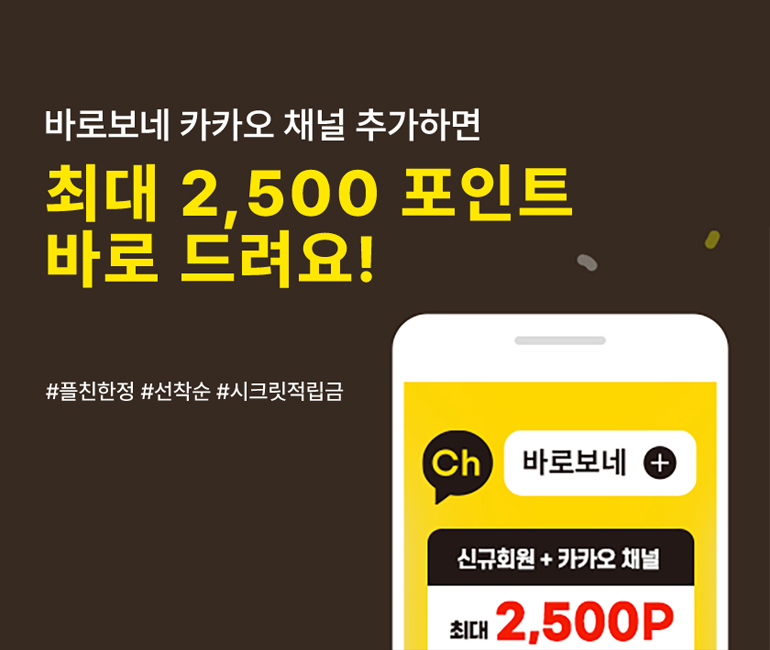 바로보네 카카오 채널 추가하면
최대 2,500 포인트
바로 드려요!
#플친한정 #선착순 #시크릿적립금
Ch 바로보네 +
신규회원 + 카카오 채널
최대 2,500P